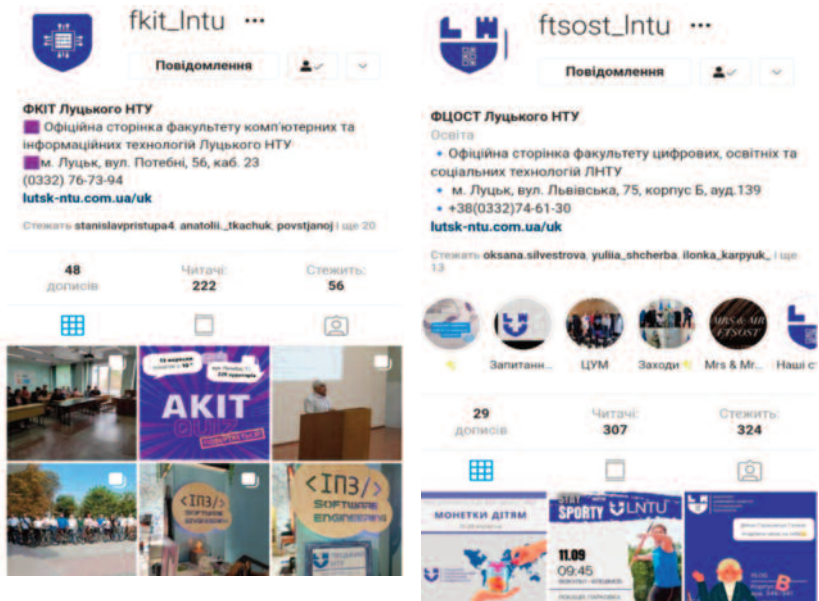 fkit_lntu ...
Повідомлення
ФКІТ Луцького НТУ
Офіційна сторінка факультету комп'ютерних та
інформаційних технологій Луцького НТУ
м. Луцьк, вул. Потебні, 56, каб. 23
(0332) 76-73-94
lutsk-ntu.com.ua/uk
Стежать stanislavpristupa4, anatolii._tkachuk, povstjanoj і ще 20
48
дописів
Читачі:
222
Стежить:
56
AKIT
QUIZ
<ІПЗ/>
SOFTWARE
ENGINEERING
<ІПЗ/>
SOFTWARE
ENGINEERING
ftsost_lntu ...
Повідомлення
ФЦОСТ Луцького НТУ
Освіта
Офіційна сторінка факультету цифрових, освітніх та
соціальних технологій ЛНТУ
м. Луцьк, вул. Львівська, 75, корпус Б, ауд.139
+38(0332)74-61-30
lutsk-ntu.com.ua/uk
Стежать oksana.silvestrova, yuliia_shcherba, ilonka_karpyuk_ і ще
13
MRS & MR
FTSOST
Запитанн...
ЦУМ
Заходи
Mrs & Mr...
Наші с
29
дописів
Читачі:
307
Стежить:
324
МОНЕТКИ ДІТЯМ
STAY
SPORTY
LNTU
11.09
09:45